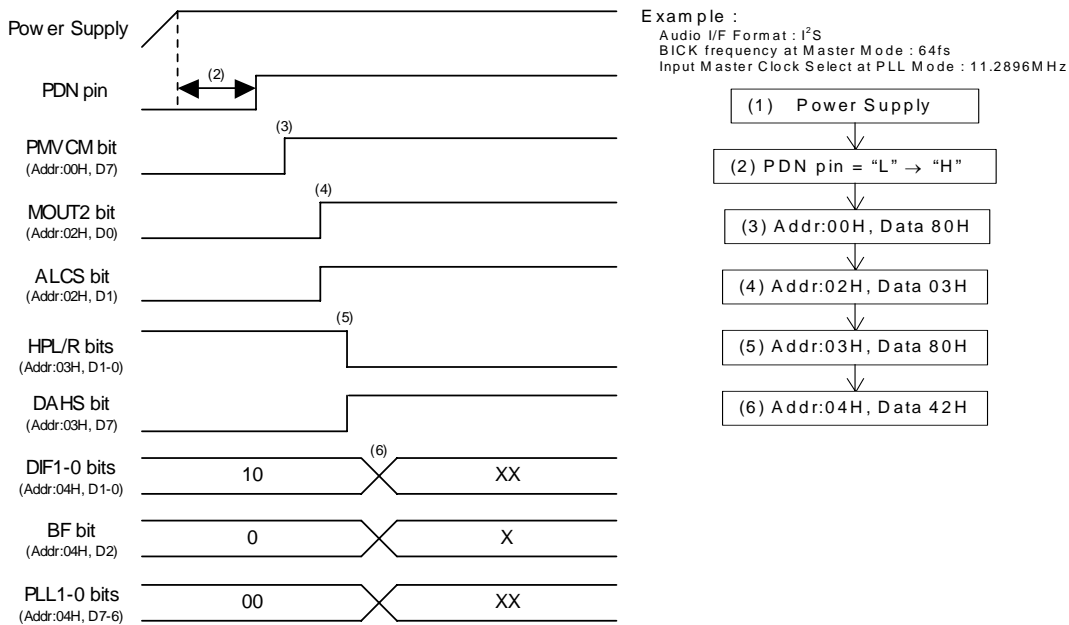 Power Supply
(2)
PDN pin
(3)
PMVCM bit
(Addr:00H, D7)
(4)
MOUT2 bit
(Addr:02H, D0)
ALCS bit
(Addr:02H, D1)
(5)
HPL/R bits
(Addr:03H, D1-0)
DAHS bit
(Addr:03H, D7)
(6)
DIF1-0 bits
(Addr:04H, D1-0)
10
XX
BF bit
(Addr:04H, D2)
0
X
PLL1-0 bits
(Addr:04H, D7-6)
00
XX
Example :
Audio I/F Format : I²S
BICK frequency at Master Mode : 64fs
Input Master Clock Select at PLL Mode : 11.2896MHz
(1) Power Supply
(2) PDN pin = “L” → “H”
(3) Addr:00H, Data 80H
(4) Addr:02H, Data 03H
(5) Addr:03H, Data 80H
(6) Addr:04H, Data 42H